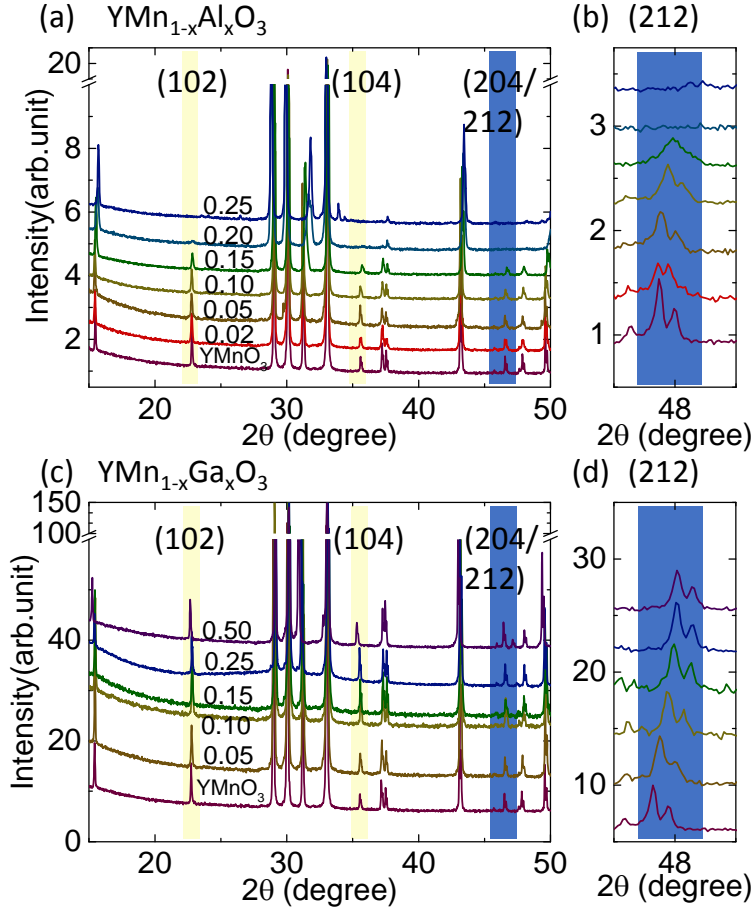 (a) YMn1-xAlxO3 (b) (212)
20
(102) (104) (204/
212)
8
6
4
2
0.25
0.20
0.15
0.10
0.05
0.02
YMnO3
Intensity(arb.unit)
20 30 40 50
2θ (degree)
3
2
1
48
2θ (degree)
(c) YMn1-xGaxO3 (d) (212)
150
100
(102) (104) (204/
212)
40
20
0
0.50
0.25
0.15
0.10
0.05
YMnO3
Intensity(arb.unit)
20 30 40 50
2θ (degree)
30
20
10
48
2θ (degree)